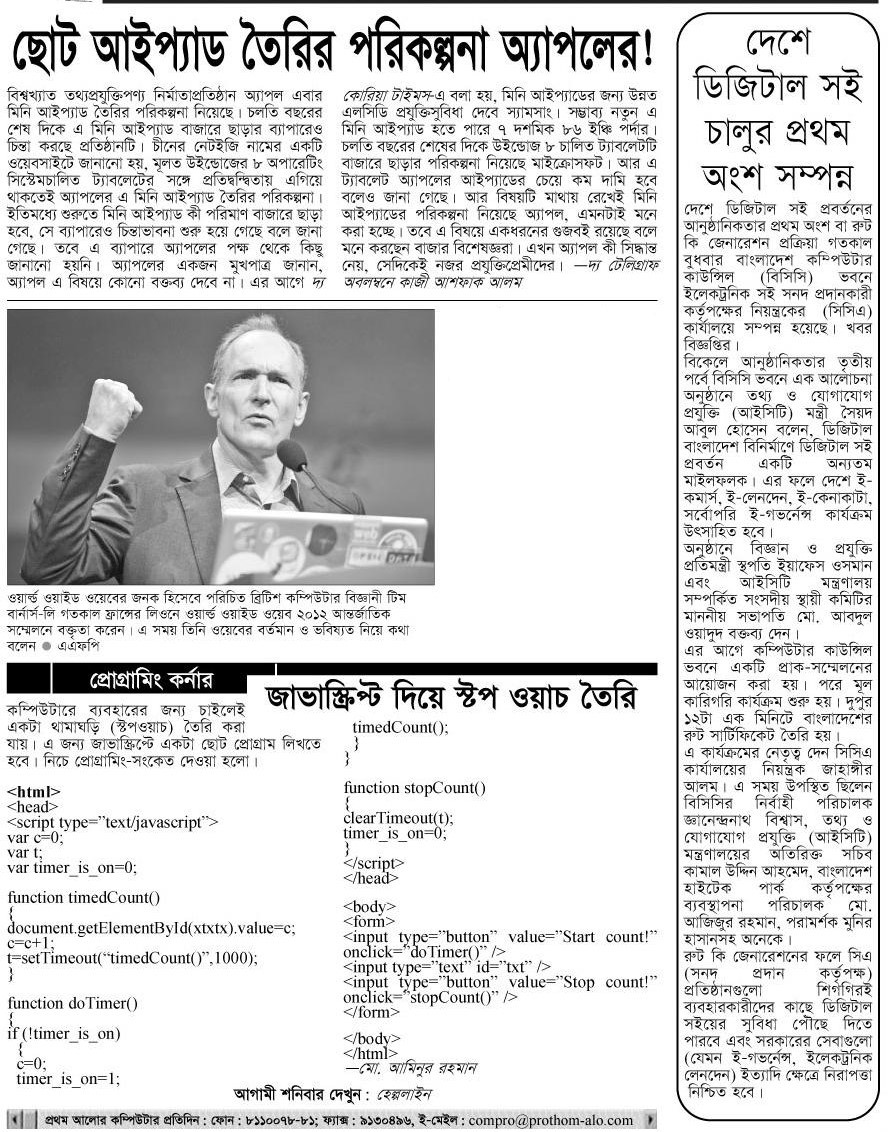 ছোট আইপ্যাড তৈরির পরিকল্পনা অ্যাপলের!
বিশ্বখ্যাত তথ্যপ্রযুক্তিপণ্য নির্মাতাপ্রতিষ্ঠান অ্যাপল এবার
মিনি আইপ্যাড তৈরির পরিকল্পনা নিয়েছে। চলতি বছরের
শেষ দিকে এ মিনি আইপ্যাড বাজারে ছাড়ার ব্যাপারেও
চিন্তা করছে প্রতিষ্ঠানটি। চীনের নেটইজি নামের একটি
ওয়েবসাইটে জানানো হয়, মূলত উইন্ডোজের ৮ অপারেটিং
সিস্টেমচালিত ট্যাবলেটের সঙ্গে প্রতিদ্বন্দ্বিতায় এগিয়ে
থাকতেই অ্যাপলের এ মিনি আইপ্যাড তৈরির পরিকল্পনা।
ইতিমধ্যে শুরুতে মিনি আইপ্যাড কী পরিমাণ বাজারে ছাড়া
হবে, সে ব্যাপারেও চিন্তাভাবনা শুরু হয়ে গেছে বলে জানা
গেছে। তবে এ ব্যাপারে অ্যাপলের পক্ষ থেকে কিছু
জানানো হয়নি। অ্যাপলের একজন মুখপাত্র জানান,
অ্যাপল এ বিষয়ে কোনো বক্তব্য দেবে না। এর আগে দ্য
কোরিয়া টাইমস-এ বলা হয়, মিনি আইপ্যাডের জন্য উন্নত
এলসিডি প্রযুক্তিসুবিধা দেবে স্যামসাং। সম্ভাব্য নতুন এ
মিনি আইপ্যাড হতে পারে ৭ দশমিক ৮৬ ইঞ্চি পর্দার।
চলতি বছরের শেষের দিকে উইন্ডোজ ৮ চালিত ট্যাবলেটটি
বাজারে ছাড়ার পরিকল্পনা নিয়েছে মাইক্রোসফট। আর এ
ট্যাবলেট অ্যাপলের আইপ্যাডের চেয়ে কম দামি হবে
বলেও জানা গেছে। আর বিষয়টি মাথায় রেখেই মিনি
আইপ্যাডের পরিকল্পনা নিয়েছে অ্যাপল, এমনটাই মনে
করা হচ্ছে। তবে এ বিষয়ে একধরনের গুজবই রয়েছে বলে
মনে করছেন বাজার বিশেষজ্ঞরা। এখন অ্যাপল কী সিদ্ধান্ত
নেয়, সেদিকেই নজর প্রযুক্তিপ্রেমীদের। —দ্য টেলিগ্রাফ
অবলম্বনে কাজী আশফাক আলম
ওয়ার্ল্ড ওয়াইড ওয়েবের জনক হিসেবে পরিচিত ব্রিটিশ কম্পিউটার বিজ্ঞানী টিম
বার্নার্স-লি গতকাল ফ্রান্সের লিওনে ওয়ার্ল্ড ওয়াইড ওয়েব ২০১২ আন্তর্জাতিক
সম্মেলনে বক্তৃতা করেন। এ সময় তিনি ওয়েবের বর্তমান ও ভবিষ্যত নিয়ে কথা
বলেন ● এএফপি
প্রোগ্রামিং কর্নার
জাভাস্ক্রিপ্ট দিয়ে স্টপ ওয়াচ তৈরি
কম্পিউটারে ব্যবহারের জন্য চাইলেই
একটা থামাঘড়ি (স্টপওয়াচ) তৈরি করা
যায়। এ জন্য জাভাস্ক্রিপ্টে একটা ছোট প্রোগ্রাম লিখতে
হবে। নিচে প্রোগ্রামিং-সংকেত দেওয়া হলো।
<html>
<head>
<script type=”text/javascript”>
var c=0;
var t;
var timer_is_on=0;
function timedCount()
{
document.getElementById(xtxtx).value=c;
c=c+1;
t=setTimeout(“timedCount()”,1000);
}
function doTimer()
{
if (!timer_is_on)
{
c=0;
timer_is_on=1;
timedCount();
}
}
function stopCount()
{
clearTimeout(t);
timer_is_on=0;
}
</script>
</head>
<body>
<form>
<input type=”button” value=”Start count!”
onclick=”doTimer()” />
<input type=”text” id=”txt” />
<input type=”button” value=”Stop count!”
onclick=”stopCount()” />
</form>
</body>
</html>
—মো. আমিনুর রহমান
আগামী শনিবার দেখুন : হেল্পলাইন
প্রথম আলোর কম্পিউটার প্রতিদিন : ফোন : ৮১১০০৭৮-৮১; ফ্যাক্স : ৯১৩০৪৯৬, ই-মেইল : compro@prothom-alo.com
দেশে
ডিজিটাল সই
চালুর প্রথম
অংশ সম্পন্ন
দেশে ডিজিটাল সই প্রবর্তনের
আনুষ্ঠানিকতার প্রথম অংশ বা রুট
কি জেনারেশন প্রক্রিয়া গতকাল
বুধবার বাংলাদেশ কম্পিউটার
কাউন্সিল (বিসিসি) ভবনে
ইলেকট্রনিক সই সনদ প্রদানকারী
কর্তৃপক্ষের নিয়ন্ত্রকের (সিসিএ)
কার্যালয়ে সম্পন্ন হয়েছে। খবর
বিজ্ঞপ্তির।
বিকেলে আনুষ্ঠানিকতার তৃতীয়
পর্বে বিসিসি ভবনে এক আলোচনা
অনুষ্ঠানে তথ্য ও যোগাযোগ
প্রযুক্তি (আইসিটি) মন্ত্রী সৈয়দ
আবুল হোসেন বলেন, ডিজিটাল
বাংলাদেশ বিনির্মাণে ডিজিটাল সই
প্রবর্তন একটি অন্যতম
মাইলফলক। এর ফলে দেশে ই-
কমার্স, ই-লেনদেন, ই-কেনাকাটা,
সর্বোপরি ই-গভর্নেন্স কার্যক্রম
উৎসাহিত হবে।
অনুষ্ঠানে বিজ্ঞান ও প্রযুক্তি
প্রতিমন্ত্রী স্থপতি ইয়াফেস ওসমান
এবং আইসিটি মন্ত্রণালয়
সম্পর্কিত সংসদীয় স্থায়ী কমিটির
মাননীয় সভাপতি মো. আবদুল
ওয়াদুদ বক্তব্য দেন।
এর আগে কম্পিউটার কাউন্সিল
ভবনে একটি প্রাক-সম্মেলনের
আয়োজন করা হয়। পরে মূল
কারিগরি কার্যক্রম শুরু হয়। দুপুর
১২টা এক মিনিটে বাংলাদেশের
রুট সার্টিফিকেট তৈরি হয়।
এ কার্যক্রমের নেতৃত্ব দেন সিসিএ
কার্যালয়ের নিয়ন্ত্রক জাহাঙ্গীর
আলম। এ সময় উপস্থিত ছিলেন
বিসিসির নির্বাহী পরিচালক
জ্ঞানেন্দ্রনাথ বিশ্বাস, তথ্য ও
যোগাযোগ প্রযুক্তি (আইসিটি)
মন্ত্রণালয়ের অতিরিক্ত সচিব
কামাল উদ্দিন আহমেদ, বাংলাদেশ
হাইটেক পার্ক কর্তৃপক্ষের
ব্যবস্থাপনা পরিচালক মো.
আজিজুর রহমান, পরামর্শক মুনির
হাসানসহ অনেকে।
রুট কি জেনারেশনের ফলে সিএ
(সনদ প্রদান কর্তৃপক্ষ)
প্রতিষ্ঠানগুলো শিগগিরই
ব্যবহারকারীদের কাছে ডিজিটাল
সইয়ের সুবিধা পৌছে দিতে
পারবে এবং সরকারের সেবাগুলো
(যেমন ই-গভর্নেন্স, ইলেকট্রনিক
লেনদেন) ইত্যাদি ক্ষেত্রে নিরাপত্তা
নিশ্চিত হবে।